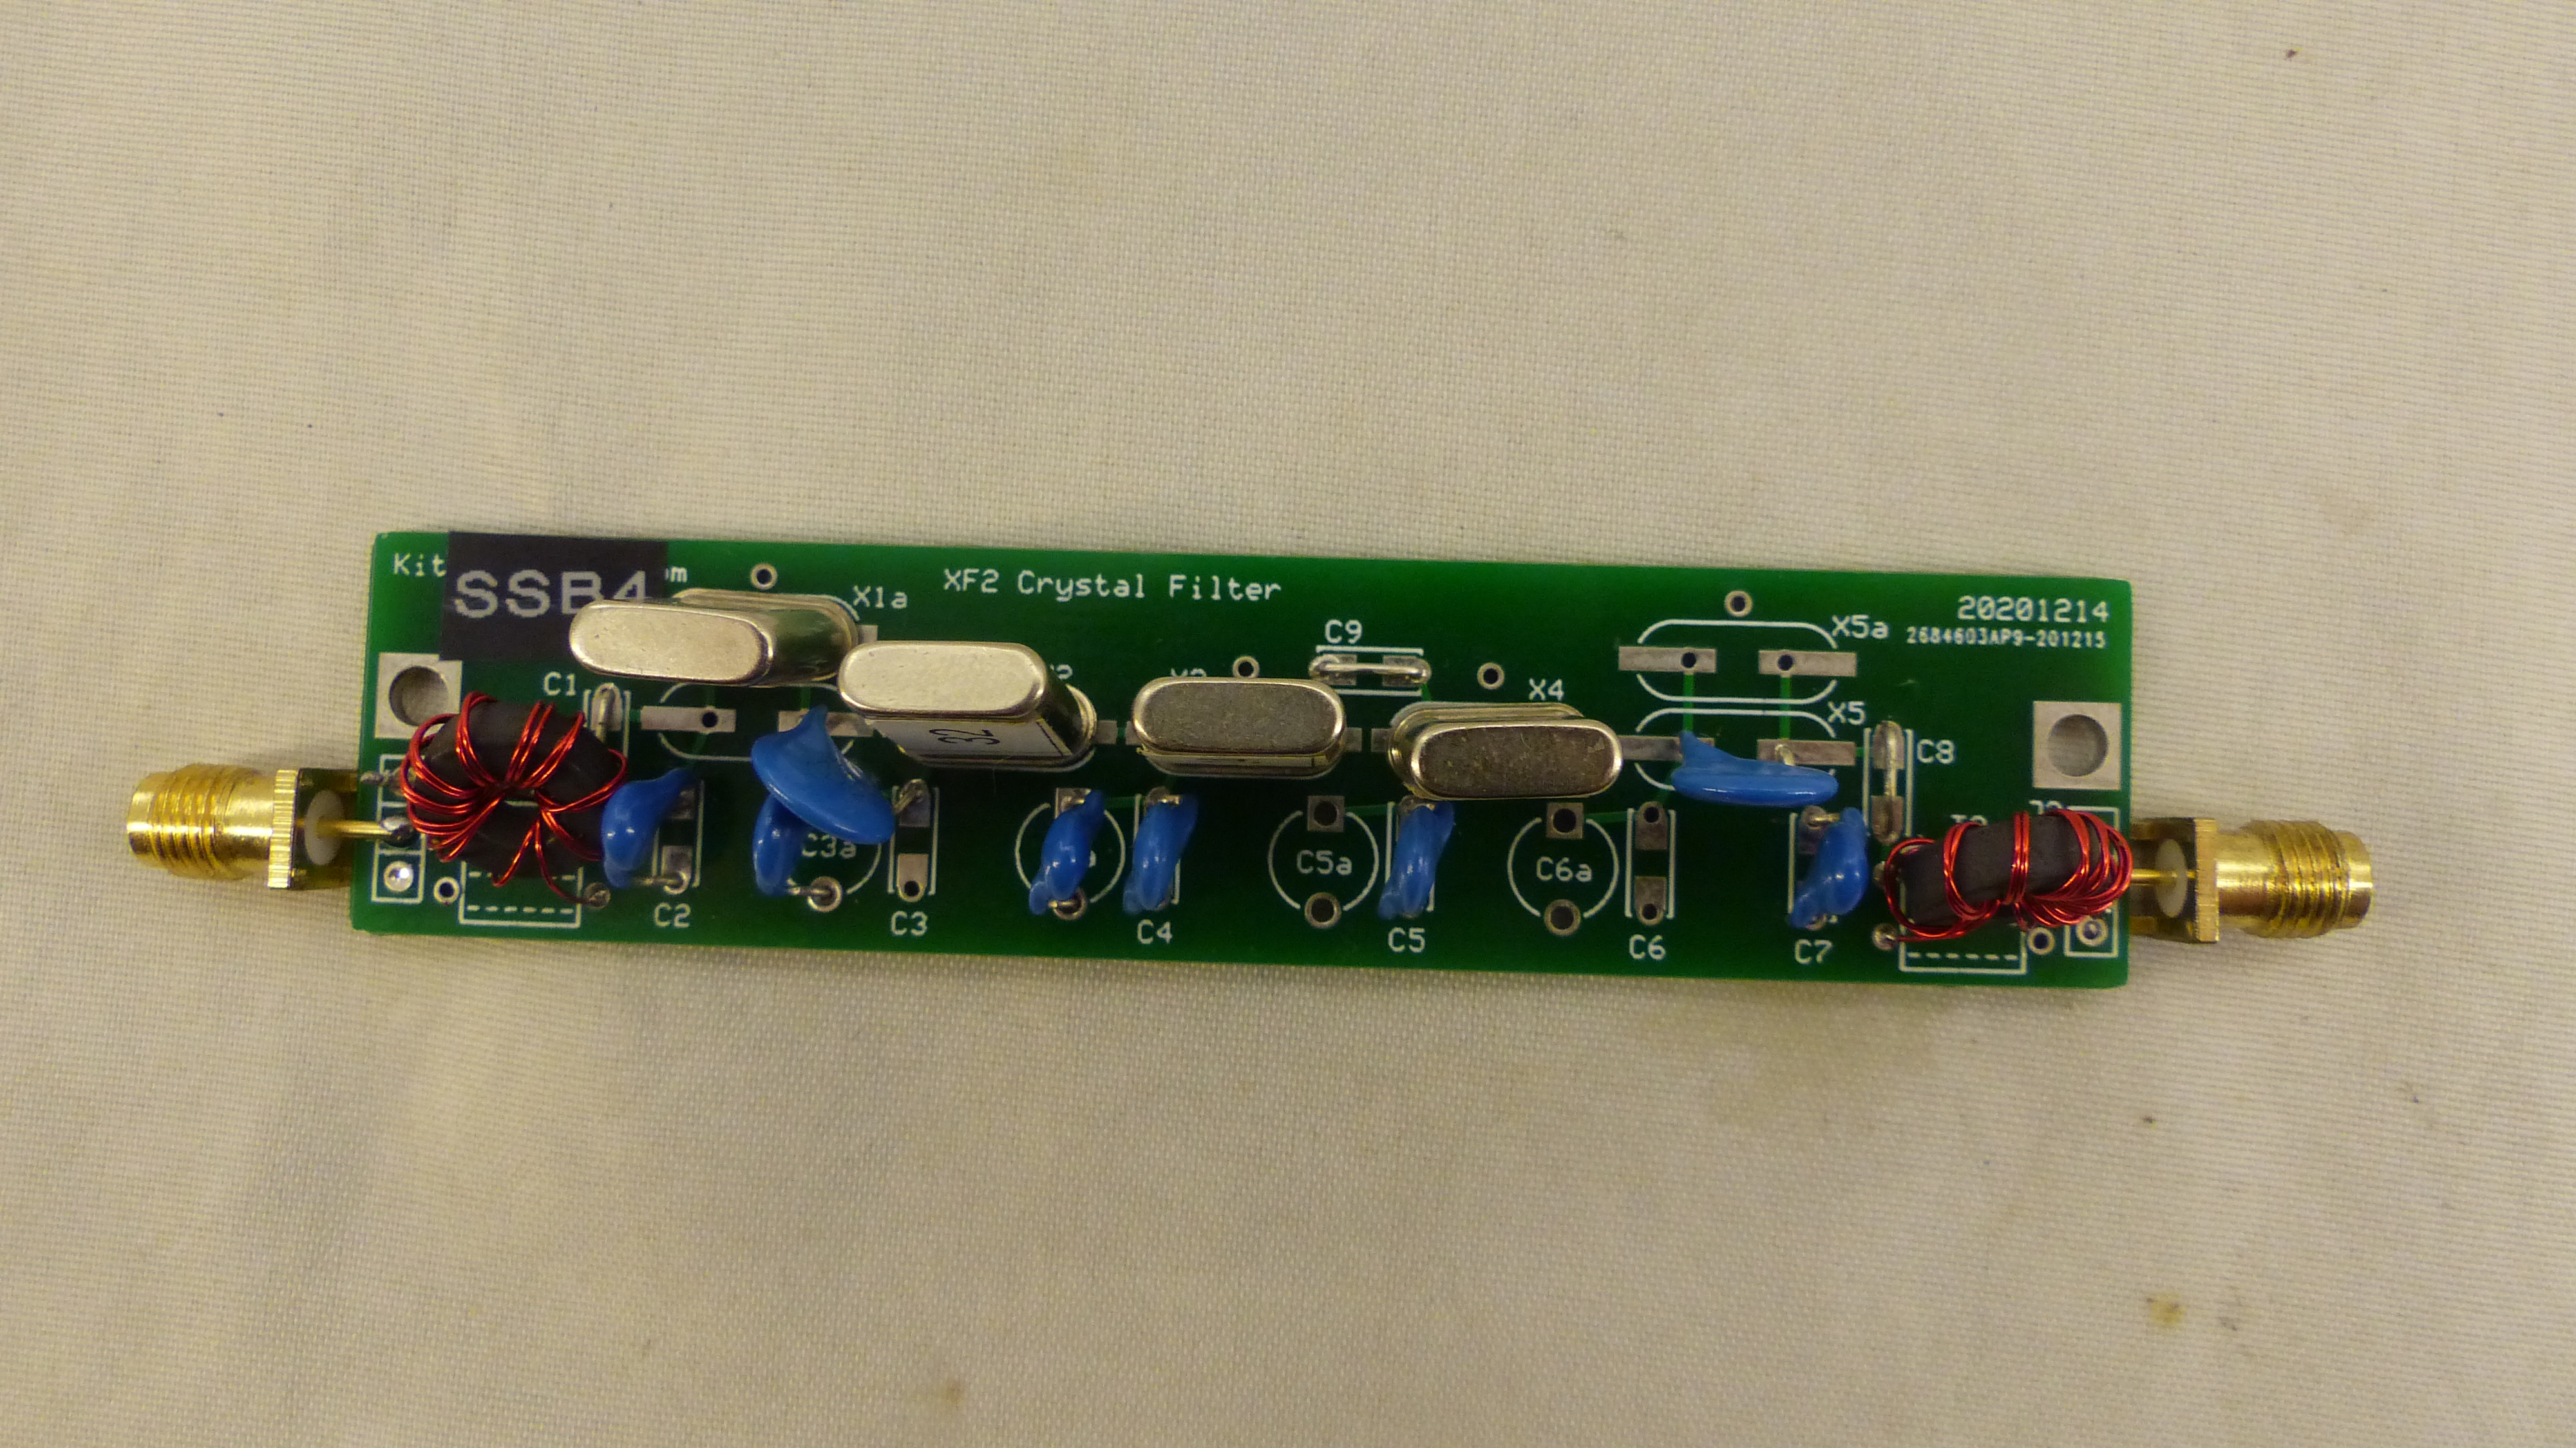 Kit
SSB4
m
X1a
XF2 Crystal Filter
20201214
2684603AP9-201215
C9
X5a
C1
X4
X5
32
C8
C3a
C5a
C6a
C2
C3
C4
C5
C6
C7